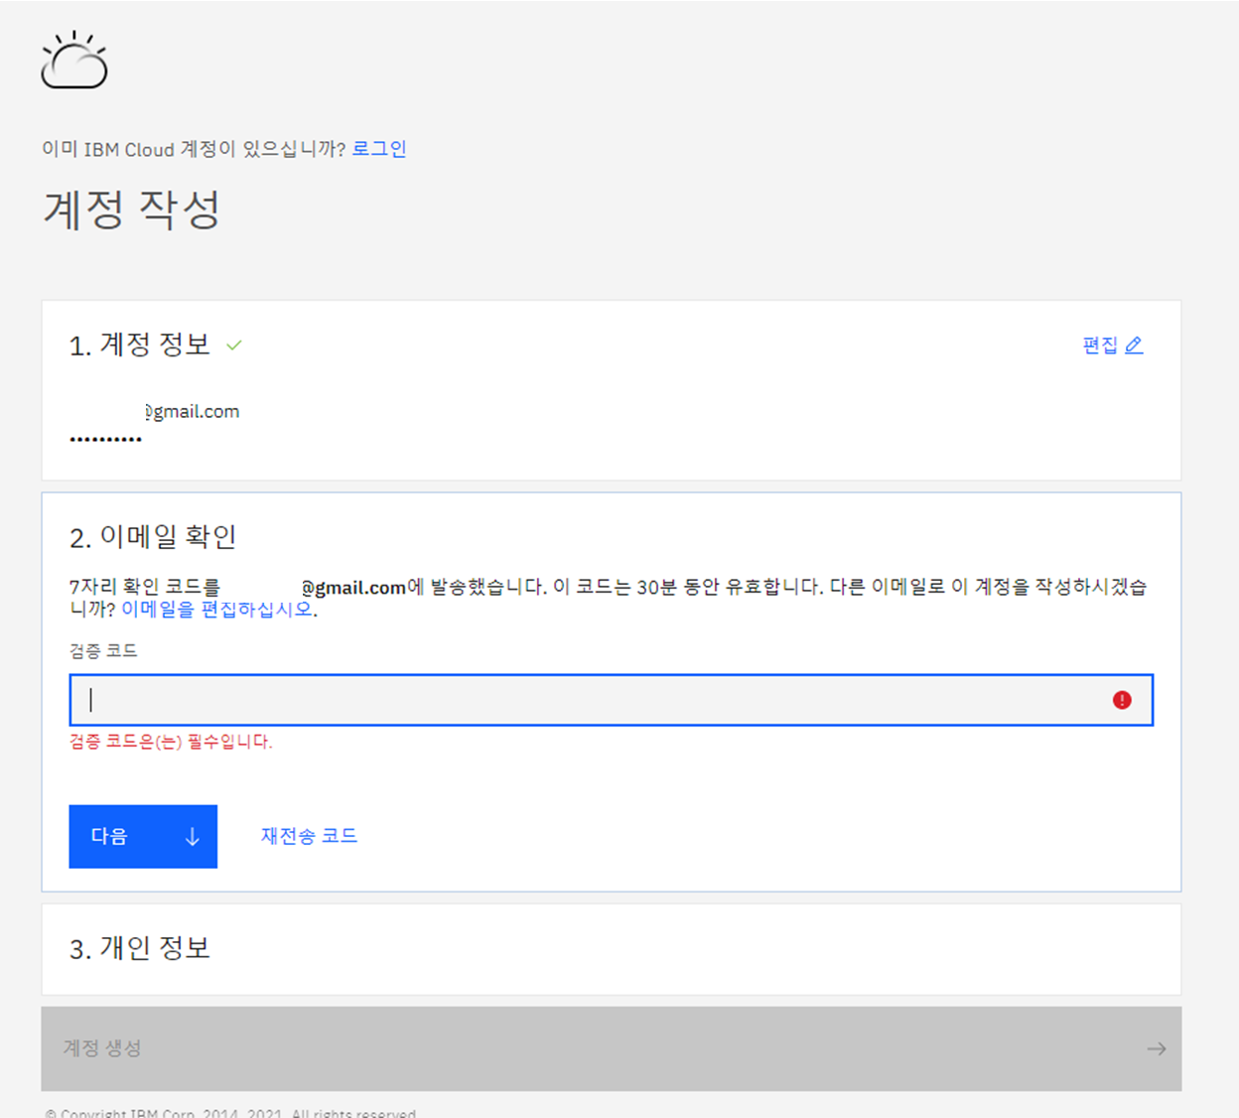 이미 IBM Cloud 계정이 있으십니까? 로그인
계정 작성
1. 계정 정보
편집
@gmail.com
••••••••••
2. 이메일 확인
7자리 확인 코드를 @gmail.com에 발송했습니다. 이 코드는 30분 동안 유효합니다. 다른 이메일로 이 계정을 작성하시겠습
니까? 이메일을 편집하십시오.
검증 코드
검증 코드은(는) 필수입니다.
다음
재전송 코드
3. 개인 정보
계정 생성
© Copyright IBM Corp. 2014, 2021. All rights reserved.